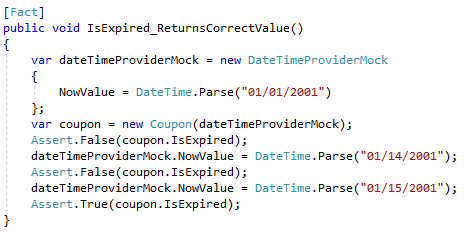 [Fact]
public void IsExpired_ReturnsCorrectValue()
{
    var dateTimeProviderMock = new DateTimeProviderMock
    {
        NowValue = DateTime.Parse("01/01/2001")
    };
    var coupon = new Coupon(dateTimeProviderMock);
    Assert.False(coupon.IsExpired);
    dateTimeProviderMock.NowValue = DateTime.Parse("01/14/2001");
    Assert.False(coupon.IsExpired);
    dateTimeProviderMock.NowValue = DateTime.Parse("01/15/2001");
    Assert.True(coupon.IsExpired);
}